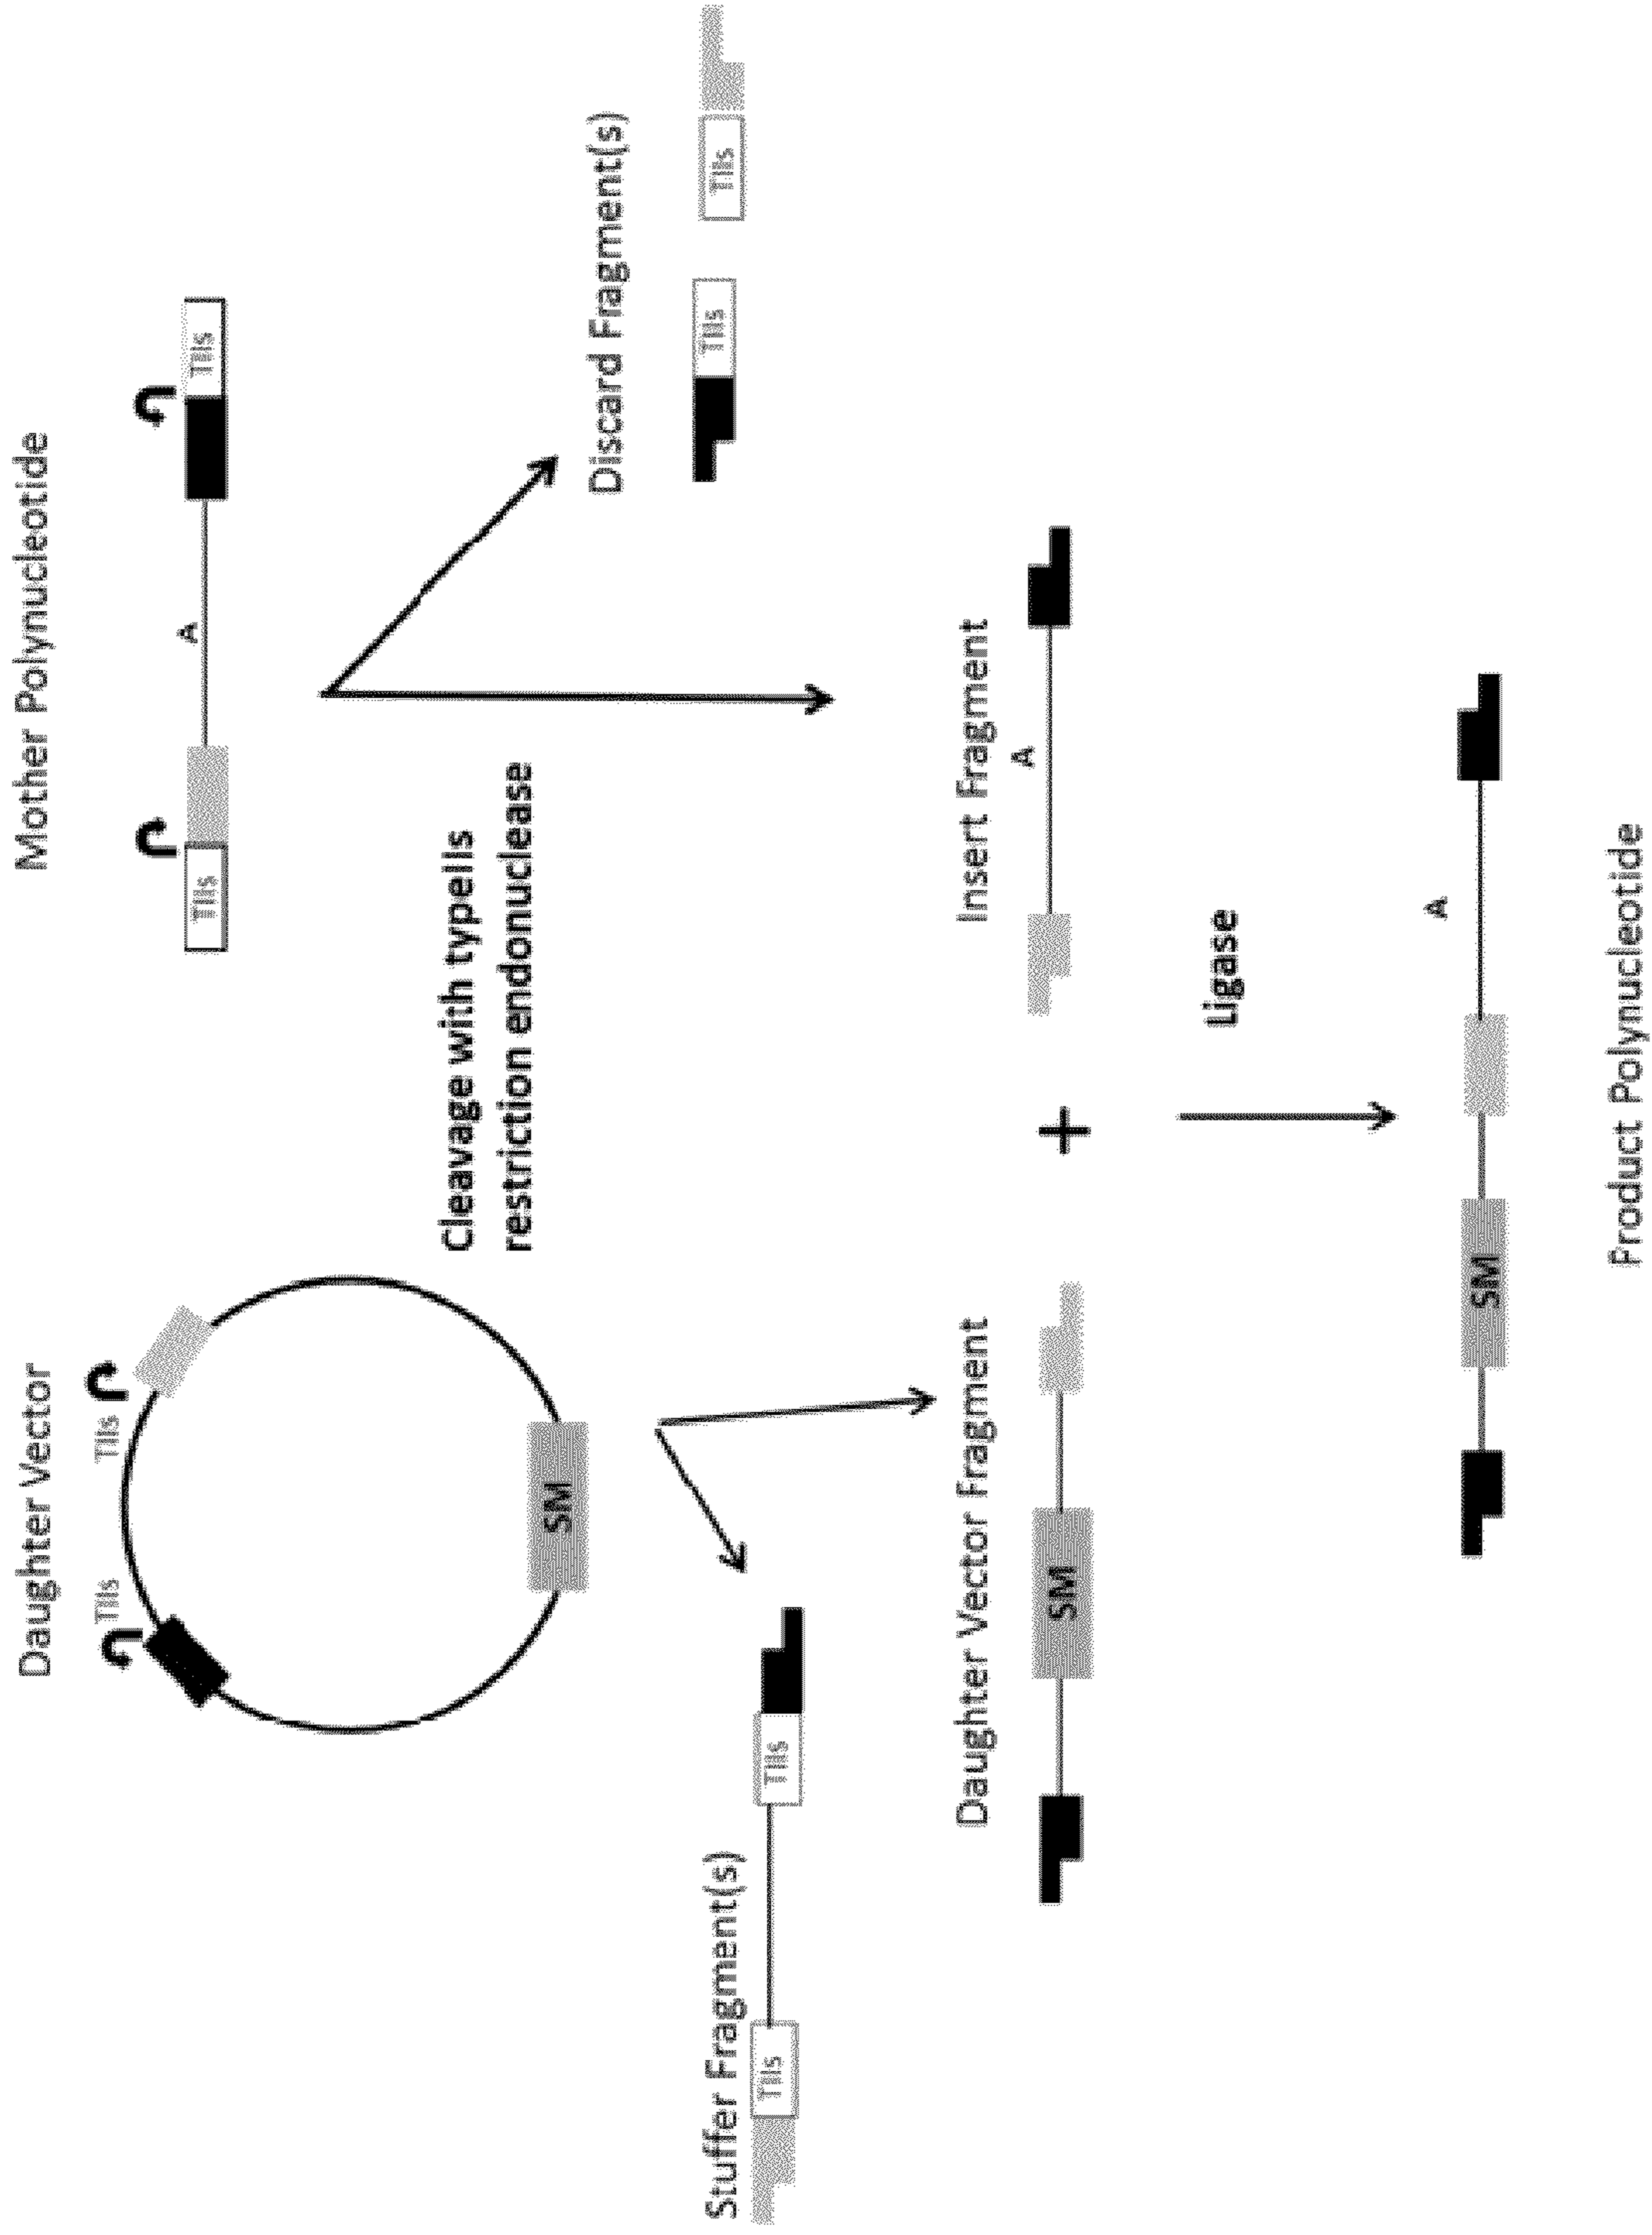 Daughter Vector
Mother Polynucleotide
TIIs
TIIs
TIIs
A
TIIs
SM
Cleavage with typeIIs
restriction endonuclease
Stuffer Fragment(s)
Discard Fragment(s)
TIIs
TIIs
TIIs
TIIs
Daughter Vector Fragment
Insert Fragment
SM
+
A
Ligase
SM
A
Product Polynucleotide